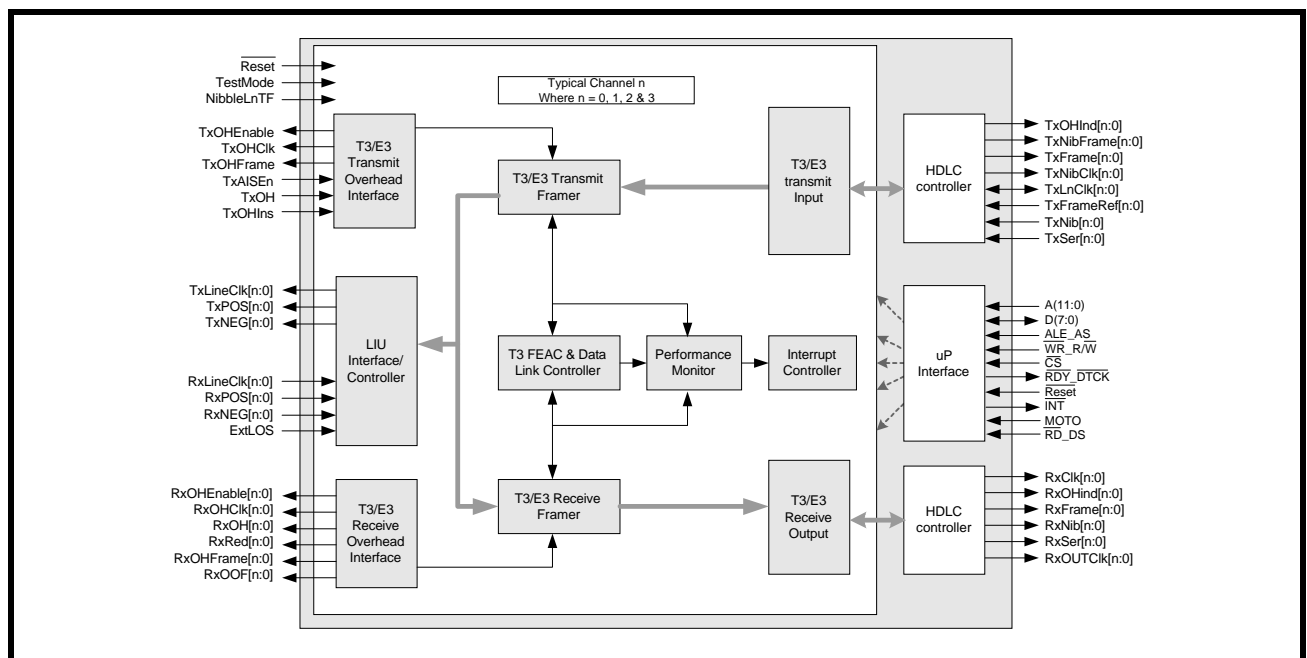 Reset
TestMode
NibbleLnTF
TxOHEnable
TxOHClk
TxOHFrame
TxAISEn
TxOH
TxOHIns
T3/E3
Transmit
Overhead
Interface
TxLineClk[n:0]
TxPOS[n:0]
TxNEG[n:0]
RxLineClk[n:0]
RxPOS[n:0]
RxNEG[n:0]
ExtLOS
LIU
Interface/
Controller
RxOHEnable[n:0]
RxOHClk[n:0]
RxOH[n:0]
RxRed[n:0]
RxOHFrame[n:0]
RxOOF[n:0]
T3/E3
Receive
Overhead
Interface
Typical Channel n
Where n = 0, 1, 2 & 3
T3/E3 Transmit
Framer
T3 FEAC & Data
Link Controller
Performance
Monitor
Interrupt
Controller
T3/E3 Receive
Framer
T3/E3
transmit
Input
T3/E3
Receive
Output
HDLC
controller
TxOHInd[n:0]
TxNibFrame[n:0]
TxFrame[n:0]
TxNibClk[n:0]
TxLnClk[n:0]
TxFrameRef[n:0]
TxNib[n:0]
TxSer[n:0]
uP
Interface
A(11:0)
D(7:0)
ALE_AS
WR_R/W
CS
RDY_DTCK
Reset
INT
MOTO
RD_DS
HDLC
controller
RxClk[n:0]
RxOHind[n:0]
RxFrame[n:0]
RxNib[n:0]
RxSer[n:0]
RxOUTClk[n:0]